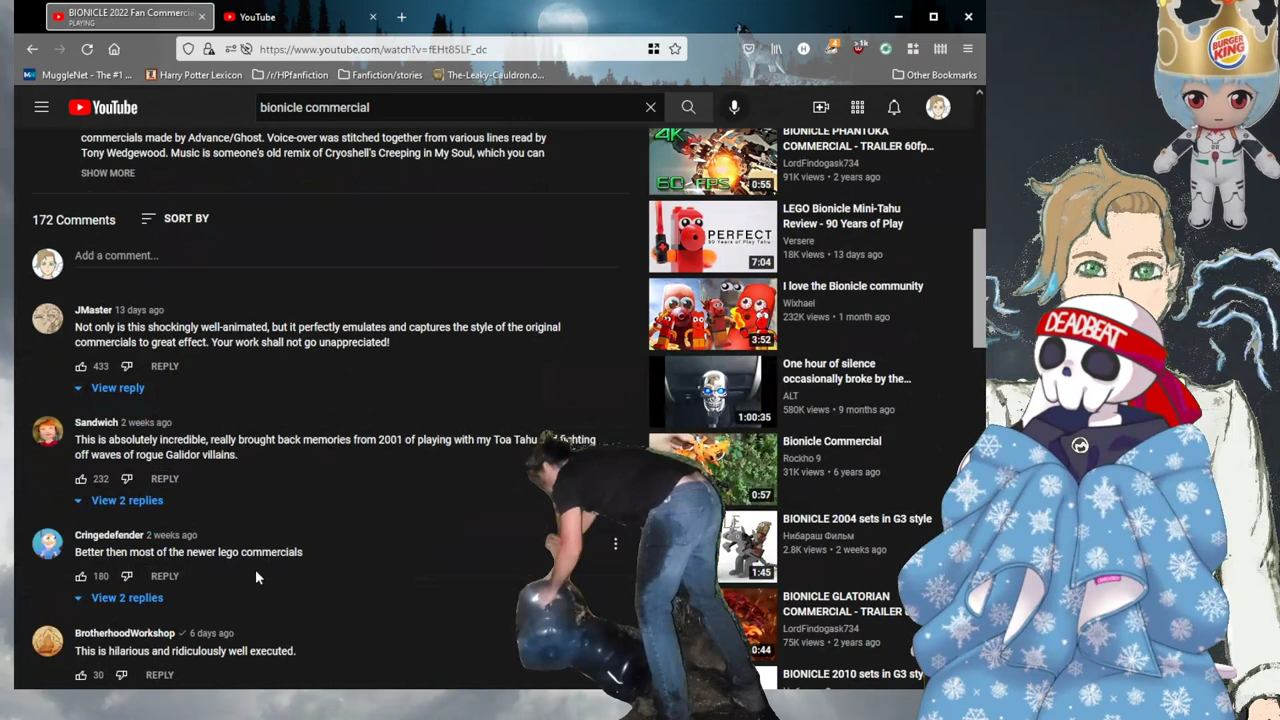 BIONICLE 2022 Fan Commercia
PLAYING
YouTube
https://www.youtube.com/watch?v=fEHt85LF_dc
4
>1k
MuggleNet - The #1 ...
Harry Potter Lexicon
/r/HPfanfiction
Fanfiction/stories
The-Leaky-Cauldron.o...
Other Bookmarks
YouTube
bionicle commercial
commercials made by Advance/Ghost. Voice-over was stitched together from various lines read by
Tony Wedgewood. Music is someone's old remix of Cryoshell's Creeping in My Soul, which you can
SHOW MORE
172 Comments
SORT BY
Add a comment...
JMaster 13 days ago
Not only is this shockingly well-animated, but it perfectly emulates and captures the style of the original
commercials to great effect. Your work shall not go unappreciated!
433 REPLY
View reply
Sandwich 2 weeks ago
This is absolutely incredible, really brought back memories from 2001 of playing with my Toa Tahu fighting
off waves of rogue Galidor villains.
232 REPLY
View 2 replies
Cringedefender 2 weeks ago
Better then most of the newer lego commercials
180 REPLY
View 2 replies
BrotherhoodWorkshop 6 days ago
This is hilarious and ridiculously well executed.
30 REPLY
4K
60 FPS
0:55
BIONICLE PHANTOKA
COMMERCIAL - TRAILER 60fp...
LordFindogask734
91K views • 2 years ago
PERFECT
90 Years of Play Tahu
7:04
LEGO Bionicle Mini-Tahu
Review - 90 Years of Play
Versere
18K views • 13 days ago
3:52
I love the Bionicle community
Wixhael
232K views • 1 month ago
1:00:35
One hour of silence
occasionally broke by the...
ALT
580K views • 9 months ago
0:57
Bionicle Commercial
Rockho 9
31K views • 6 years ago
1:45
BIONICLE 2004 sets in G3 style
Нибараш Фильм
2.8K views • 2 weeks ago
0:44
BIONICLE GLATORIAN
COMMERCIAL - TRAILER
LordFindogask734
75K views • 2 years ago
BIONICLE 2010 sets in G3 sty
BURGER
KING
DEADBEAT